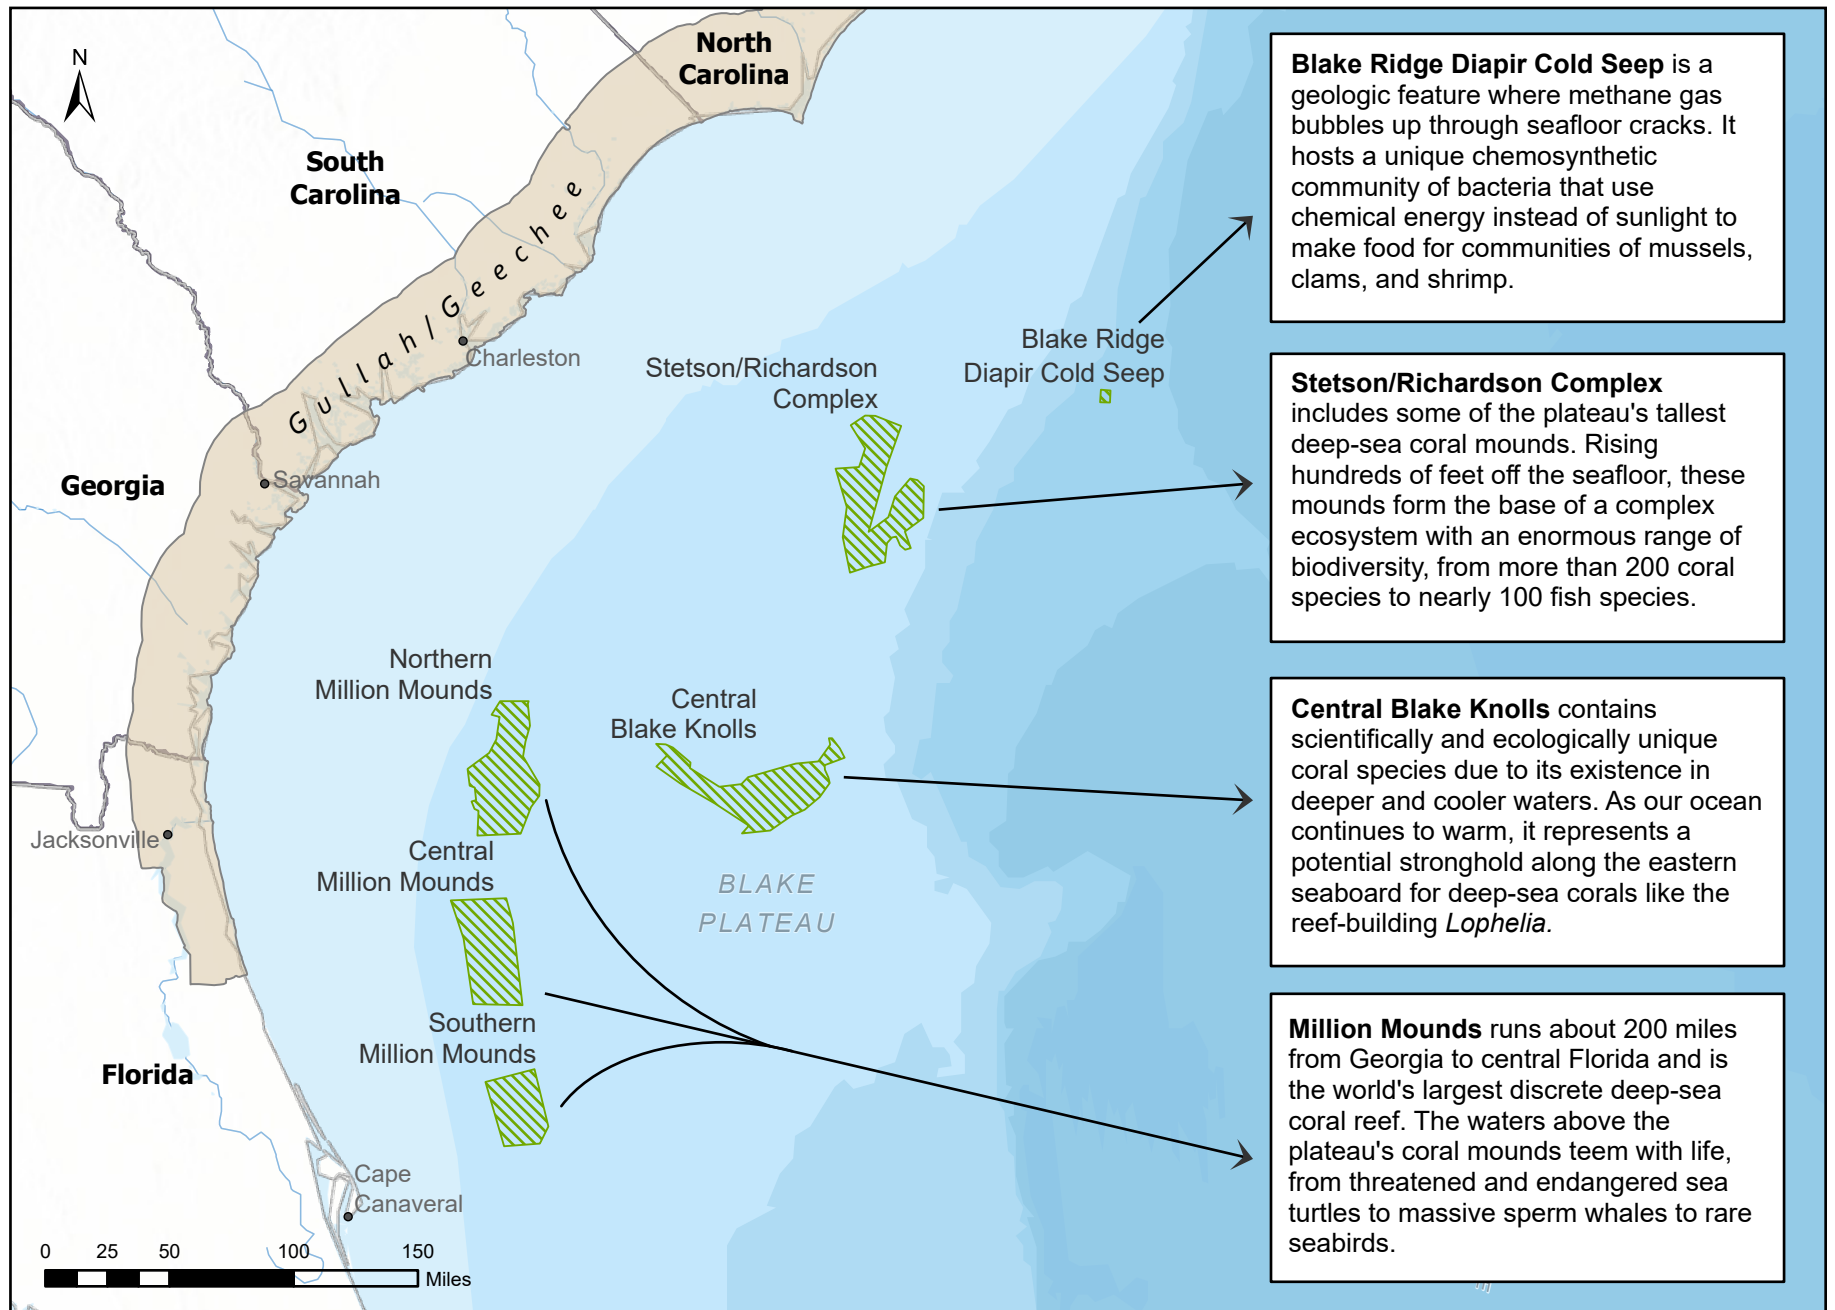 N
North
Carolina
South
Carolina
Gullah/Geechee
Charleston
Georgia
Savannah
Jacksonville
Florida
Cape
Canaveral
Blake Ridge
Diapir Cold Seep
Stetson/Richardson
Complex
Northern
Million Mounds
Central
Blake Knolls
Central
Million Mounds
BLAKE
PLATEAU
Southern
Million Mounds
0 25 50 100 150
Miles
Blake Ridge Diapir Cold Seep is a
geologic feature where methane gas
bubbles up through seafloor cracks. It
hosts a unique chemosynthetic
community of bacteria that use
chemical energy instead of sunlight to
make food for communities of mussels,
clams, and shrimp.
Stetson/Richardson Complex
includes some of the plateau's tallest
deep-sea coral mounds. Rising
hundreds of feet off the seafloor, these
mounds form the base of a complex
ecosystem with an enormous range of
biodiversity, from more than 200 coral
species to nearly 100 fish species.
Central Blake Knolls contains
scientifically and ecologically unique
coral species due to its existence in
deeper and cooler waters. As our ocean
continues to warm, it represents a
potential stronghold along the eastern
seaboard for deep-sea corals like the
reef-building Lophelia.
Million Mounds runs about 200 miles
from Georgia to central Florida and is
the world's largest discrete deep-sea
coral reef. The waters above the
plateau's coral mounds teem with life,
from threatened and endangered sea
turtles to massive sperm whales to rare
seabirds.